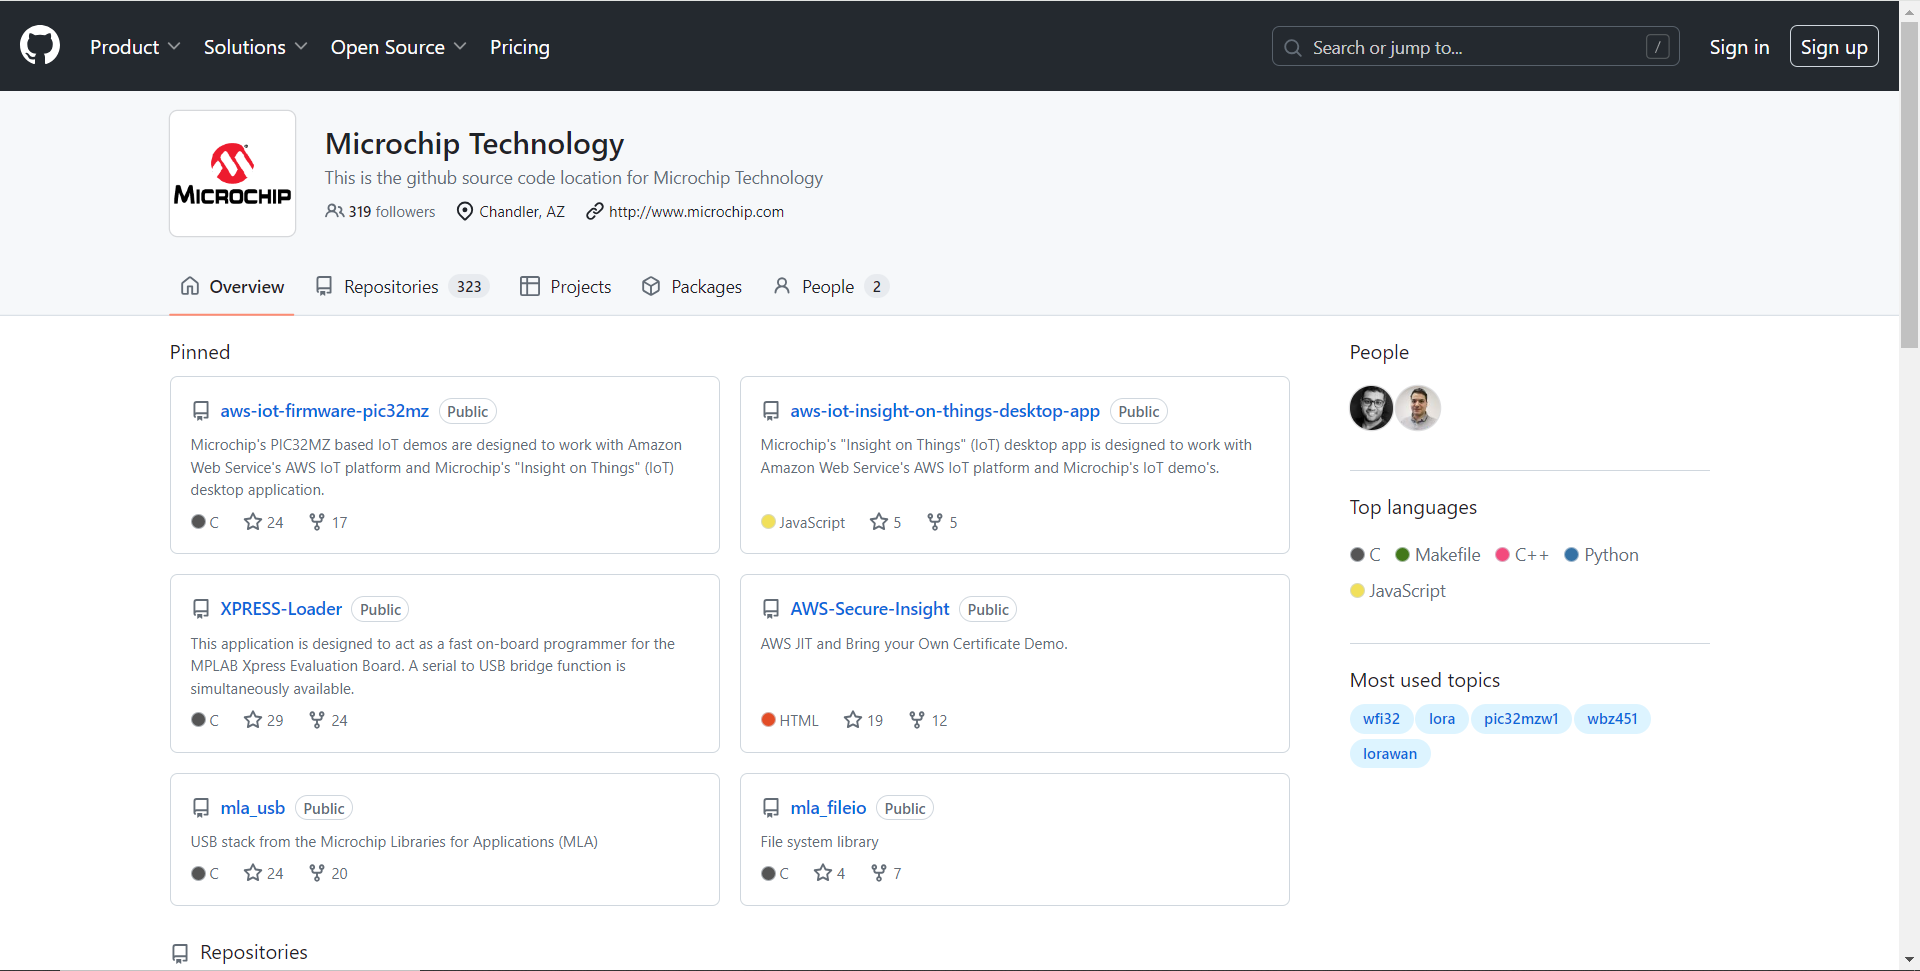 Product Solutions Open Source Pricing Search or jump to... / Sign in Sign up
MICROCHIP
Microchip Technology
This is the github source code location for Microchip Technology
319 followers Chandler, AZ http://www.microchip.com
Overview Repositories 323 Projects Packages People 2
Pinned
aws-iot-firmware-pic32mz Public
Microchip's PIC32MZ based IoT demos are designed to work with Amazon
Web Service's AWS IoT platform and Microchip's "Insight on Things" (IoT)
desktop application.
C 24 17
aws-iot-insight-on-things-desktop-app Public
Microchip's "Insight on Things" (IoT) desktop app is designed to work with
Amazon Web Service's AWS IoT platform and Microchip's IoT demo's.
JavaScript 5 5
XPRESS-Loader Public
This application is designed to act as a fast on-board programmer for the
MPLAB Xpress Evaluation Board. A serial to USB bridge function is
simultaneously available.
C 29 24
AWS-Secure-Insight Public
AWS JIT and Bring your Own Certificate Demo.
HTML 19 12
mla_usb Public
USB stack from the Microchip Libraries for Applications (MLA)
C 24 20
mla_fileio Public
File system library
C 4 7
Repositories
People
Top languages
C Makefile C++ Python
JavaScript
Most used topics
wfi32 lora pic32mzw1 wbz451
lorawan